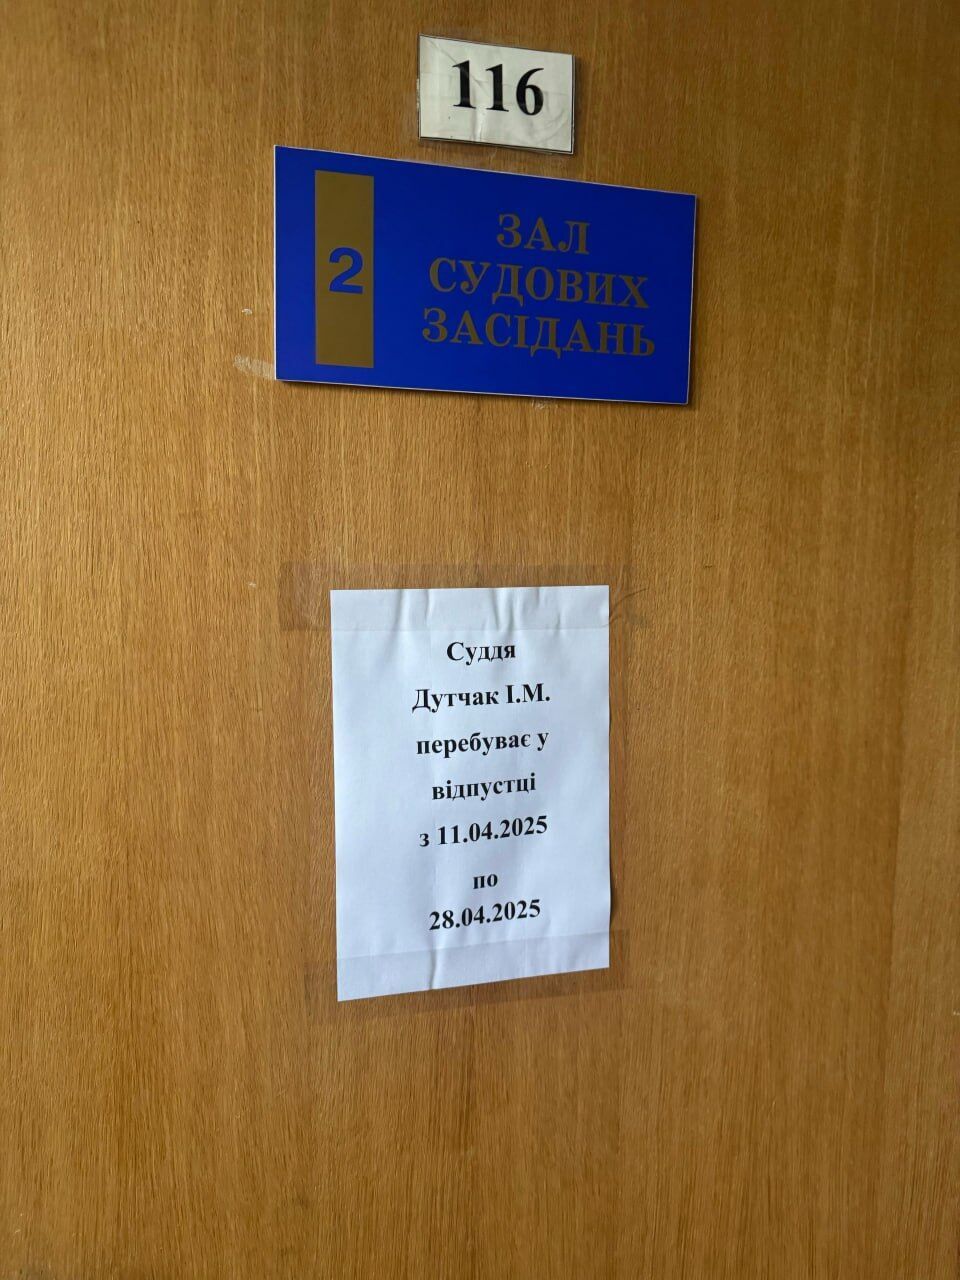 116
2
ЗАЛ
СУДОВИХ
ЗАСІДАНЬ
Суддя
Дутчак І.М.
перебуває у
відпустці
з 11.04.2025
по
28.04.2025